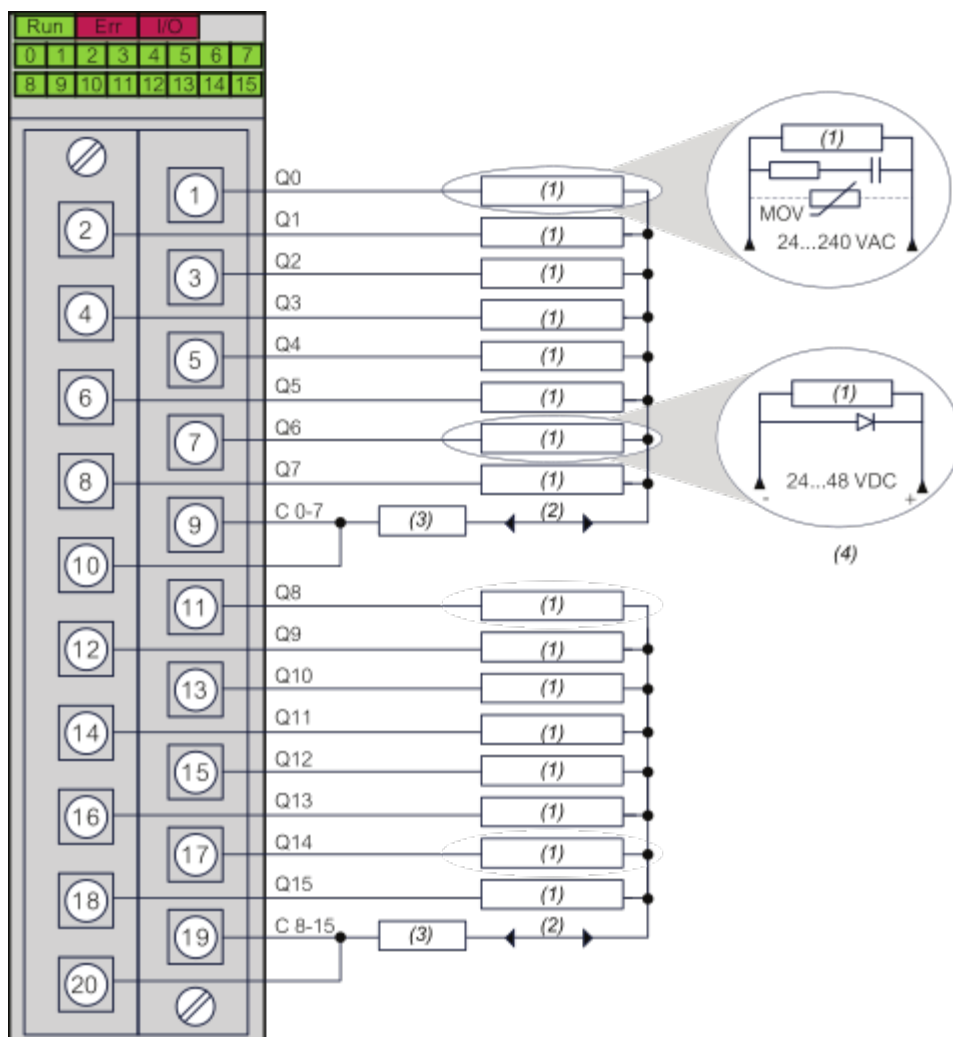 Run Err I/O
0 1 2 3 4 5 6 7
8 9 10 11 12 13 14 15
1 Q0 (1)
2 Q1 (1)
3 Q2 (1)
4 Q3 (1)
5 Q4 (1)
6 Q5 (1)
7 Q6 (1)
8 Q7 (1)
9 C 0-7 (3) (2)
10
11 Q8 (1)
12 Q9 (1)
13 Q10 (1)
14 Q11 (1)
15 Q12 (1)
16 Q13 (1)
17 Q14 (1)
18 Q15 (1)
19 C 8-15 (3) (2)
20
(1)
MOV
24...240 VAC
(1)
24...48 VDC
- +
(4)